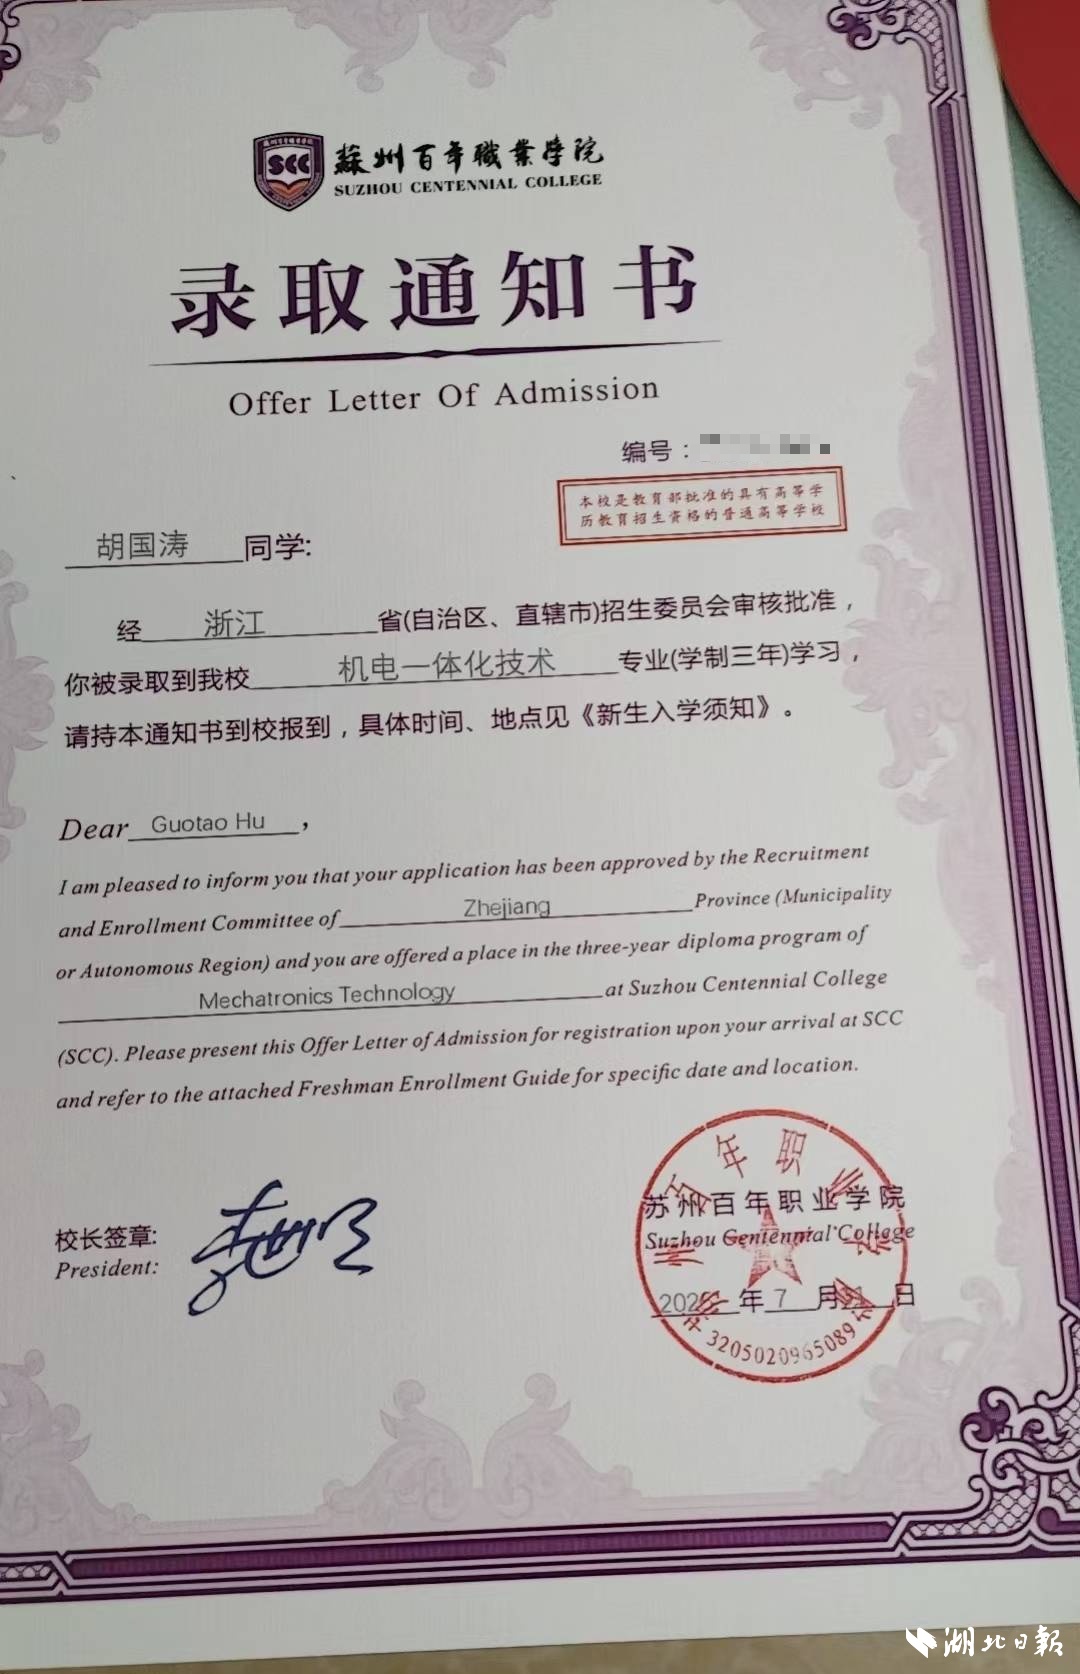 SCC
蘇州百年職業學院
SUZHOU CENTENNIAL COLLEGE
录取通知书
Offer Letter Of Admission
编号：
本校是教育部批准的具有高等学
历教育招生资格的普通高等学校
胡国涛 同学:
经 浙江 省(自治区、直辖市)招生委员会审核批准，
你被录取到我校 机电一体化技术 专业(学制三年)学习，
请持本通知书到校报到，具体时间、地点见《新生入学须知》。
Dear Guotao Hu ,
I am pleased to inform you that your application has been approved by the Recruitment
and Enrollment Committee of Zhejiang Province (Municipality
or Autonomous Region) and you are offered a place in the three-year diploma program of
Mechatronics Technology at Suzhou Centennial College
(SCC). Please present this Offer Letter of Admission for registration upon your arrival at SCC
and refer to the attached Freshman Enrollment Guide for specific date and location.
校长签章:
President:
苏州百年职业学院
Suzhou Centennial College
年 7 月 日
3205020965089
湖北日報